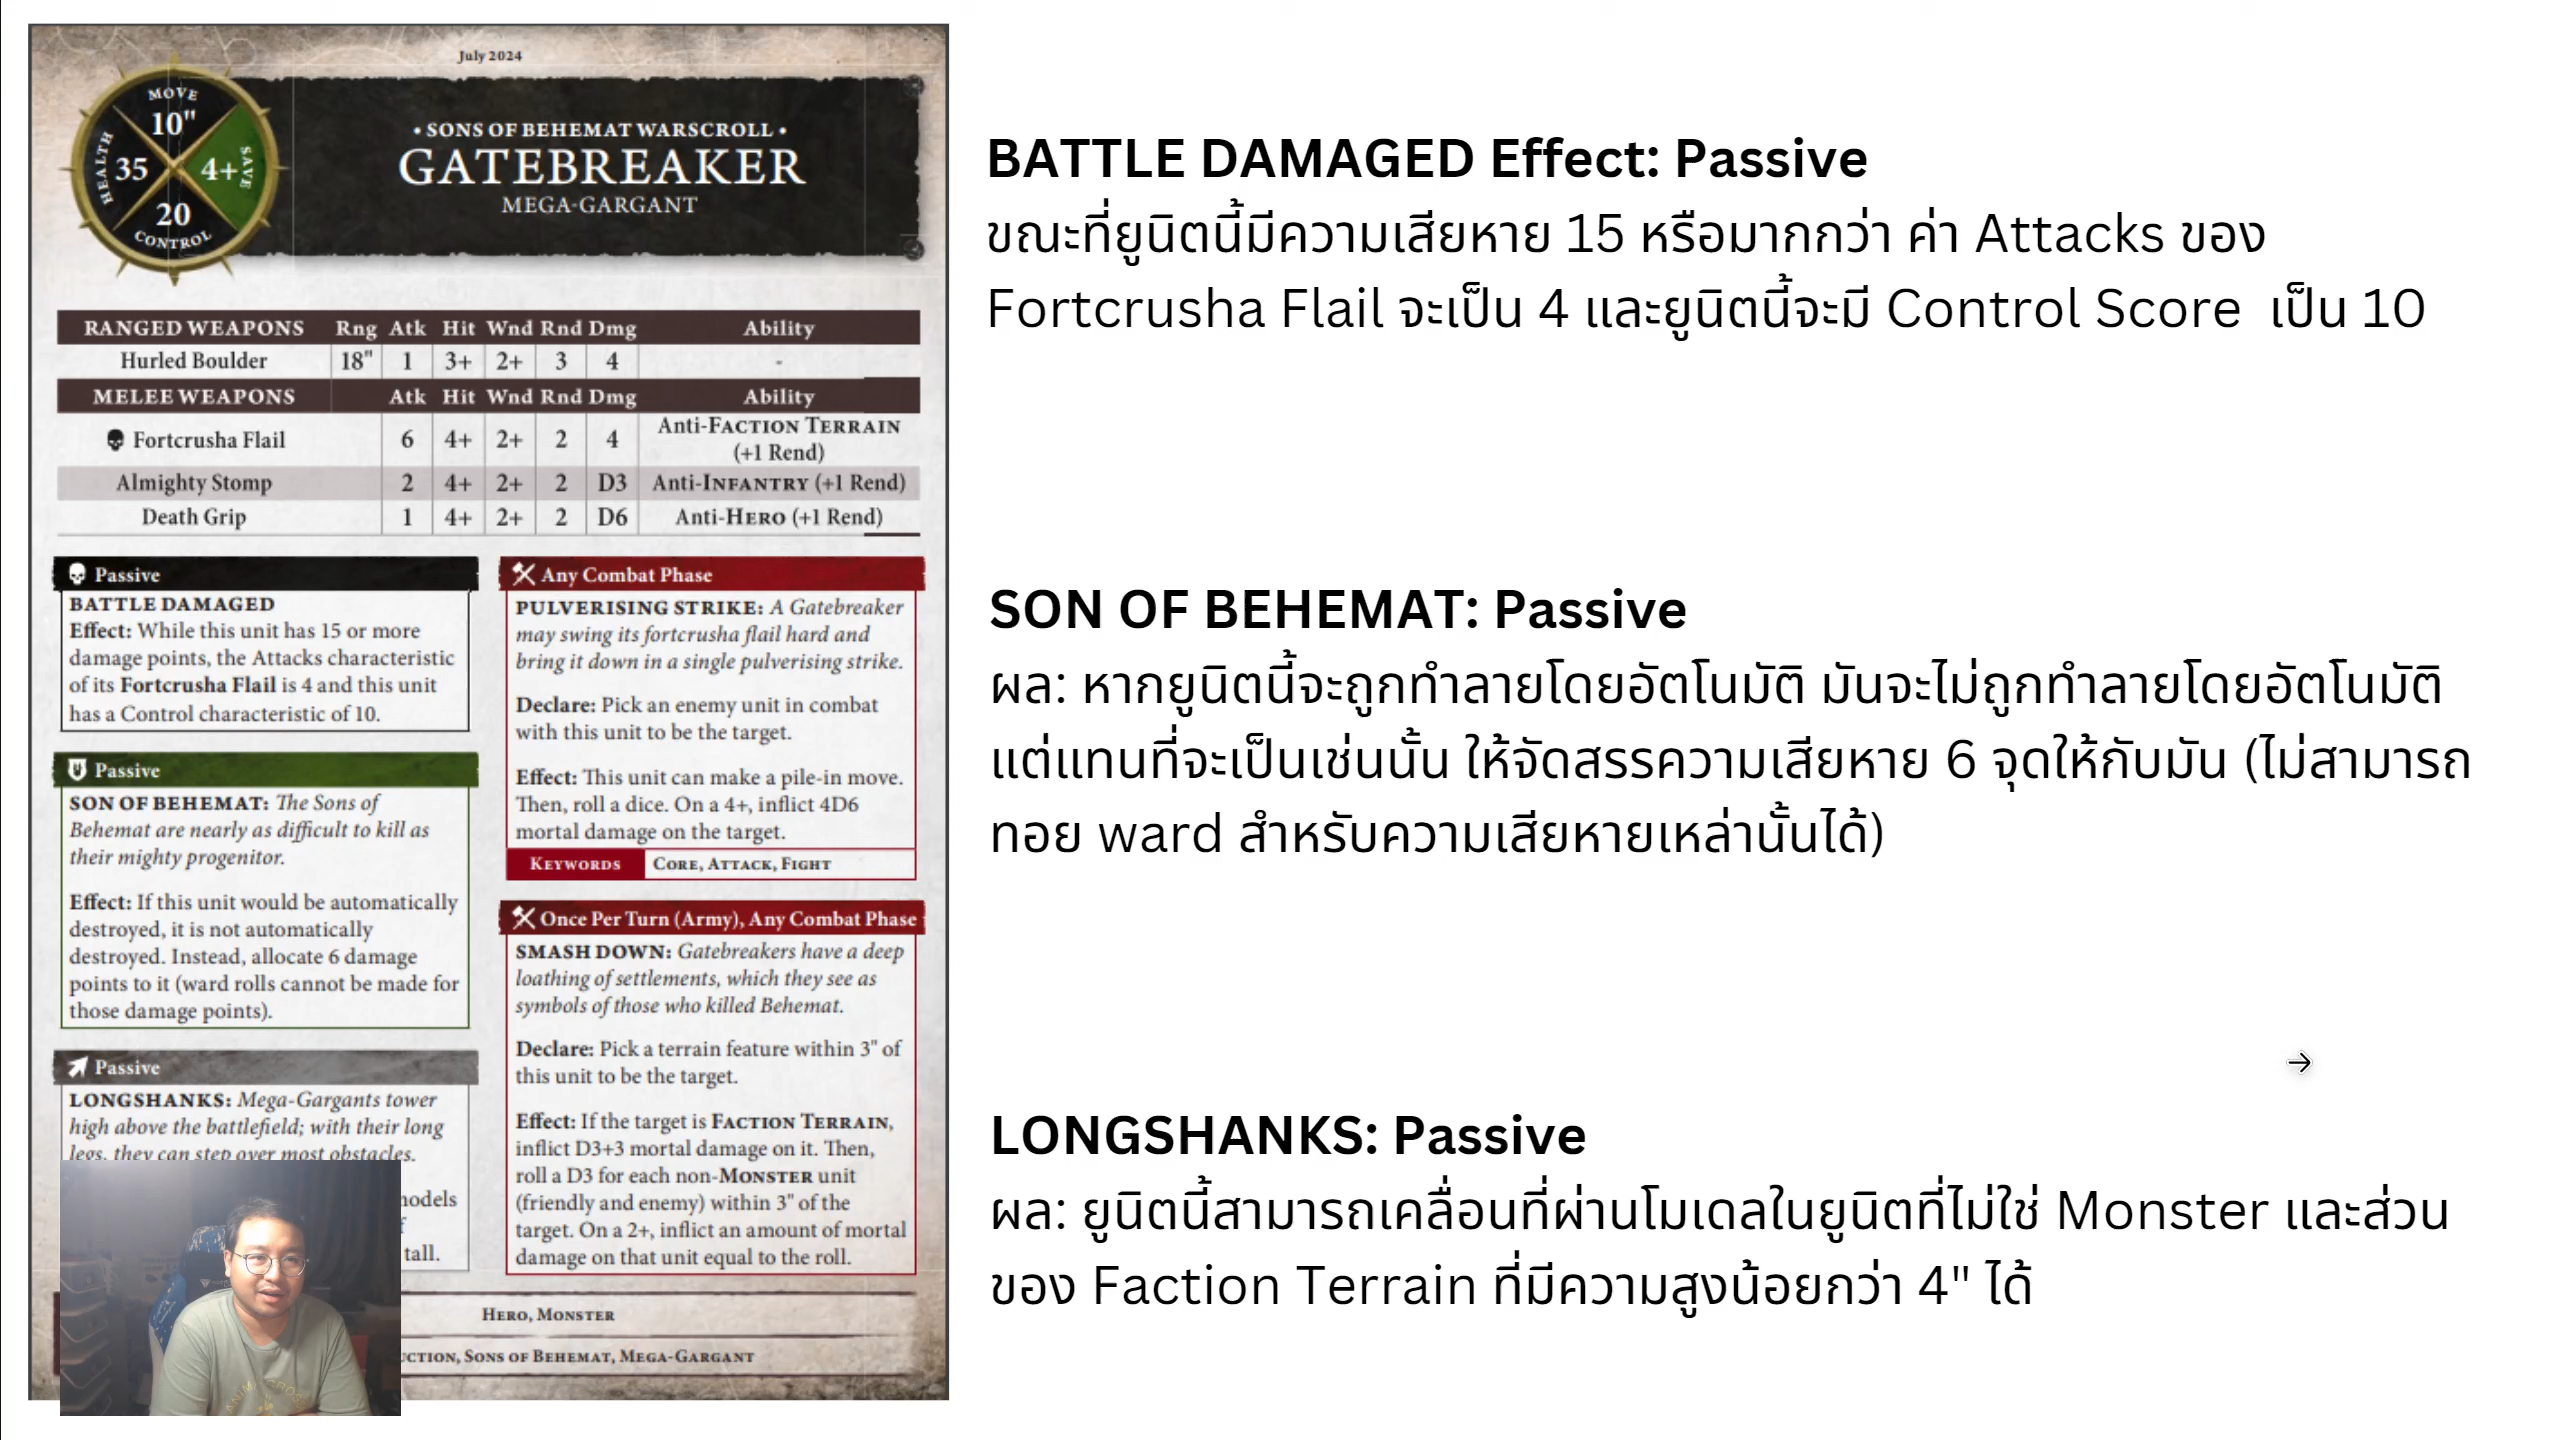 July 2024
MOVE
10"
HEALTH
35
4+
SAVE
20
CONTROL
• SONS OF BEHEMAT WARSCROLL •
GATEBREAKER
MEGA-GARGANT
RANGED WEAPONS Rng Atk Hit Wnd Rnd Dmg Ability
Hurled Boulder 18" 1 3+ 2+ 3 4 -
MELEE WEAPONS Atk Hit Wnd Rnd Dmg Ability
Fortcrusha Flail 6 4+ 2+ 2 4 Anti-FACTION TERRAIN
(+1 Rend)
Almighty Stomp 2 4+ 2+ 2 D3 Anti-INFANTRY (+1 Rend)
Death Grip 1 4+ 2+ 2 D6 Anti-HERO (+1 Rend)
Passive
BATTLE DAMAGED
Effect: While this unit has 15 or more
damage points, the Attacks characteristic
of its Fortcrusha Flail is 4 and this unit
has a Control characteristic of 10.
Passive
SON OF BEHEMAT: The Sons of
Behemat are nearly as difficult to kill as
their mighty progenitor.
Effect: If this unit would be automatically
destroyed, it is not automatically
destroyed. Instead, allocate 6 damage
points to it (ward rolls cannot be made for
those damage points).
Passive
LONGSHANKS: Mega-Gargants tower
high above the battlefield; with their long
legs, they can step over most obstacles.
models
tall.
Any Combat Phase
PULVERISING STRIKE: A Gatebreaker
may swing its fortcrusha flail hard and
bring it down in a single pulverising strike.
Declare: Pick an enemy unit in combat
with this unit to be the target.
Effect: This unit can make a pile-in move.
Then, roll a dice. On a 4+, inflict 4D6
mortal damage on the target.
KEYWORDS CORE, ATTACK, FIGHT
Once Per Turn (Army), Any Combat Phase
SMASH DOWN: Gatebreakers have a deep
loathing of settlements, which they see as
symbols of those who killed Behemat.
Declare: Pick a terrain feature within 3" of
this unit to be the target.
Effect: If the target is FACTION TERRAIN,
inflict D3+3 mortal damage on it. Then,
roll a D3 for each non-MONSTER unit
(friendly and enemy) within 3" of the
target. On a 2+, inflict an amount of mortal
damage on that unit equal to the roll.
HERO, MONSTER
UCTION, SONS OF BEHEMAT, MEGA-GARGANT
BATTLE DAMAGED Effect: Passive
ขณะที่ยูนิตนี้มีความเสียหาย 15 หรือมากกว่า ค่า Attacks ของ
Fortcrusha Flail จะเป็น 4 และยูนิตนี้จะมี Control Score เป็น 10
SON OF BEHEMAT: Passive
ผล: หากยูนิตนี้จะถูกทำลายโดยอัตโนมัติ มันจะไม่ถูกทำลายโดยอัตโนมัติ
แต่แทนที่จะเป็นเช่นนั้น ให้จัดสรรความเสียหาย 6 จุดให้กับมัน (ไม่สามารถ
ทอย ward สำหรับความเสียหายเหล่านั้นได้)
LONGSHANKS: Passive
ผล: ยูนิตนี้สามารถเคลื่อนที่ผ่านโมเดลในยูนิตที่ไม่ใช่ Monster และส่วน
ของ Faction Terrain ที่มีความสูงน้อยกว่า 4" ได้